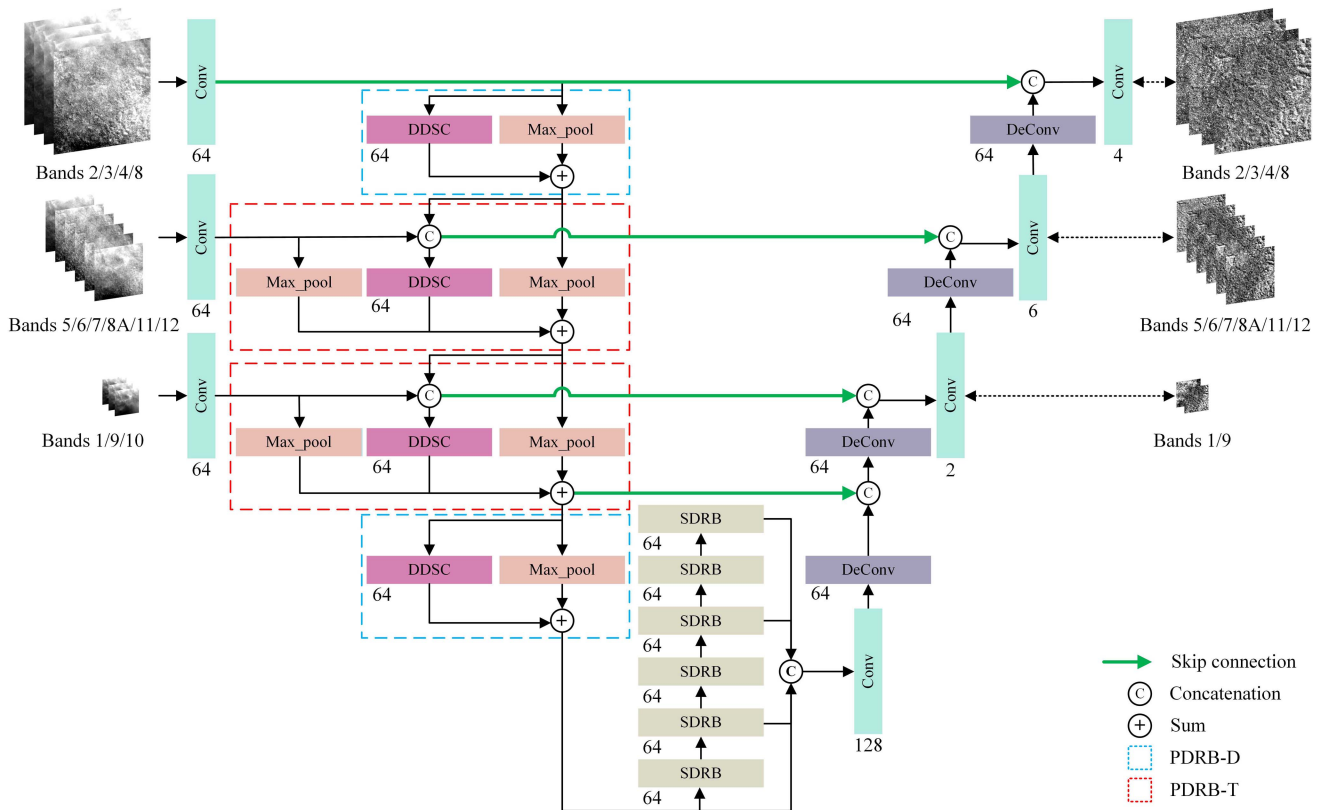 Conv
64
Bands 2/3/4/8
DDSC
64
Max_pool
+
C
DeConv
64
Conv
4
Bands 2/3/4/8
Conv
64
Bands 5/6/7/8A/11/12
C
Max_pool
DDSC
64
Max_pool
+
C
DeConv
64
Conv
6
Bands 5/6/7/8A/11/12
Conv
64
Bands 1/9/10
C
Max_pool
DDSC
64
Max_pool
+
C
DeConv
64
C
Conv
2
Bands 1/9
DDSC
64
Max_pool
+
SDRB
64
SDRB
64
SDRB
64
SDRB
64
SDRB
64
SDRB
64
C
DeConv
64
Conv
128
Skip connection
C Concatenation
+ Sum
PDRB-D
PDRB-T